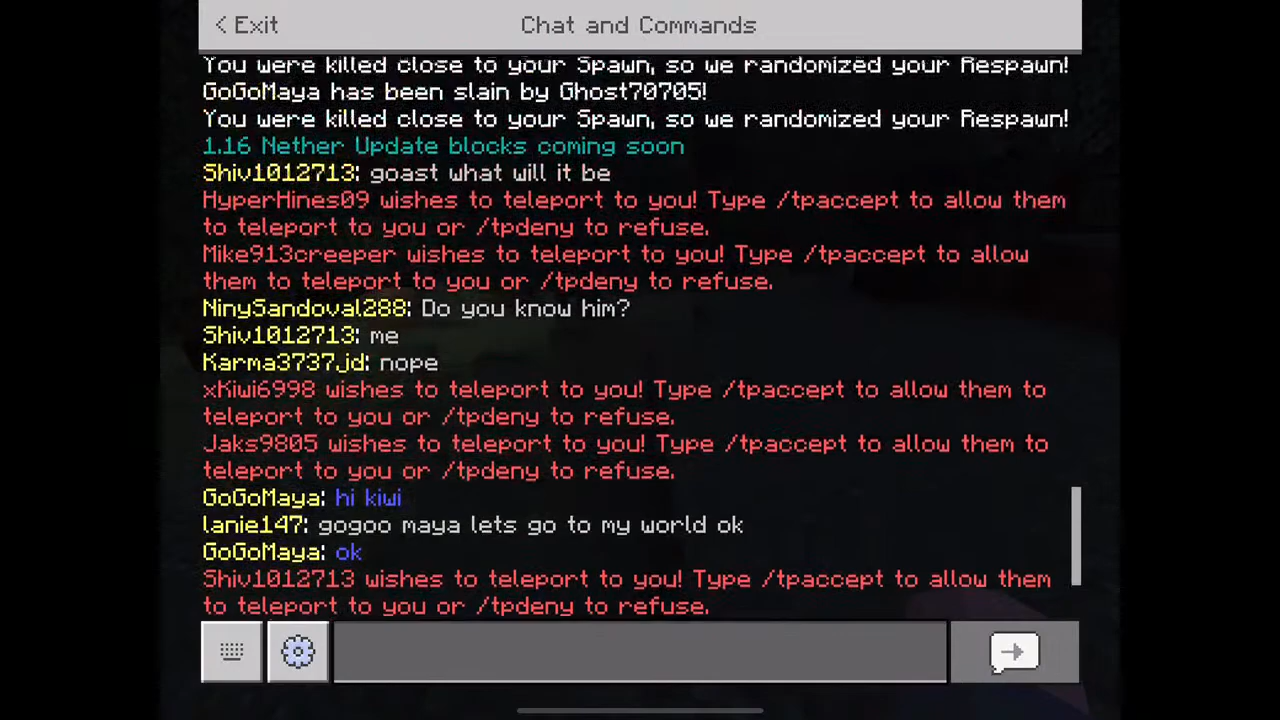 < Exit
Chat and Commands
You were killed close to your Spawn, so we randomized your Respawn!
GoGoMaya has been slain by Ghost70705!
You were killed close to your Spawn, so we randomized your Respawn!
1.16 Nether Update blocks coming soon
Shiv1012713: goast what will it be
HyperHines09 wishes to teleport to you! Type /tpaccept to allow them
to teleport to you or /tpdeny to refuse.
Mike913creeper wishes to teleport to you! Type /tpaccept to allow
them to teleport to you or /tpdeny to refuse.
NinySandoval288: Do you know him?
Shiv1012713: me
Karma3737jd: nope
xKiwi6998 wishes to teleport to you! Type /tpaccept to allow them to
teleport to you or /tpdeny to refuse.
Jaks9805 wishes to teleport to you! Type /tpaccept to allow them to
teleport to you or /tpdeny to refuse.
GoGoMaya: hi kiwi
lanie147: gogoo maya lets go to my world ok
GoGoMaya: ok
Shiv1012713 wishes to teleport to you! Type /tpaccept to allow them
to teleport to you or /tpdeny to refuse.